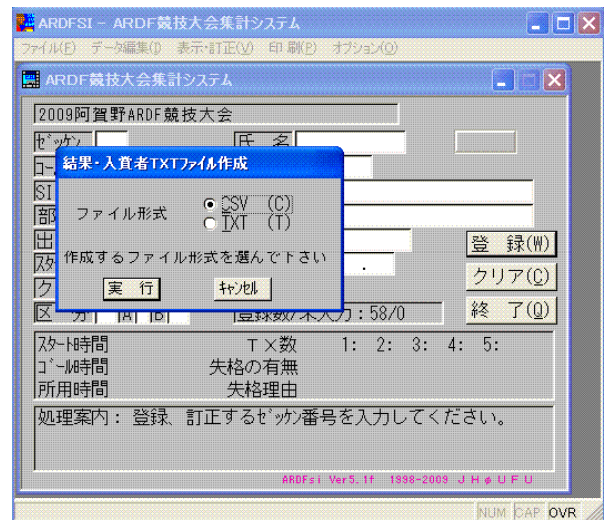 ARDFSI - ARDF競技大会集計システム
ファイル(F) データ編集(I) 表示・訂正(V) 印 刷(P) オプション(O)
ARDF競技大会集計システム
2009阿賀野ARDF競技大会
ｾﾞｯｹﾝ 氏 名
結果・入賞者TXTファイル作成
SI
部
ファイル形式
CSV (C)
TXT (T)
出
登 録(W)
作成するファイル形式を選んで下さい
クリア(C)
実 行 ｷｬﾝｾﾙ
区 分 A B 登録数/未入力:58/0
終 了(Q)
ｽﾀｰﾄ時間 TX数 1: 2: 3: 4: 5:
ｺﾞｰﾙ時間 失格の有無
所用時間 失格理由
処理案内: 登録、訂正するｾﾞｯｹﾝ番号を入力してください。
ARDFsi Ver5.1f 1998-2009 JHφUFU
NUM CAP OVR